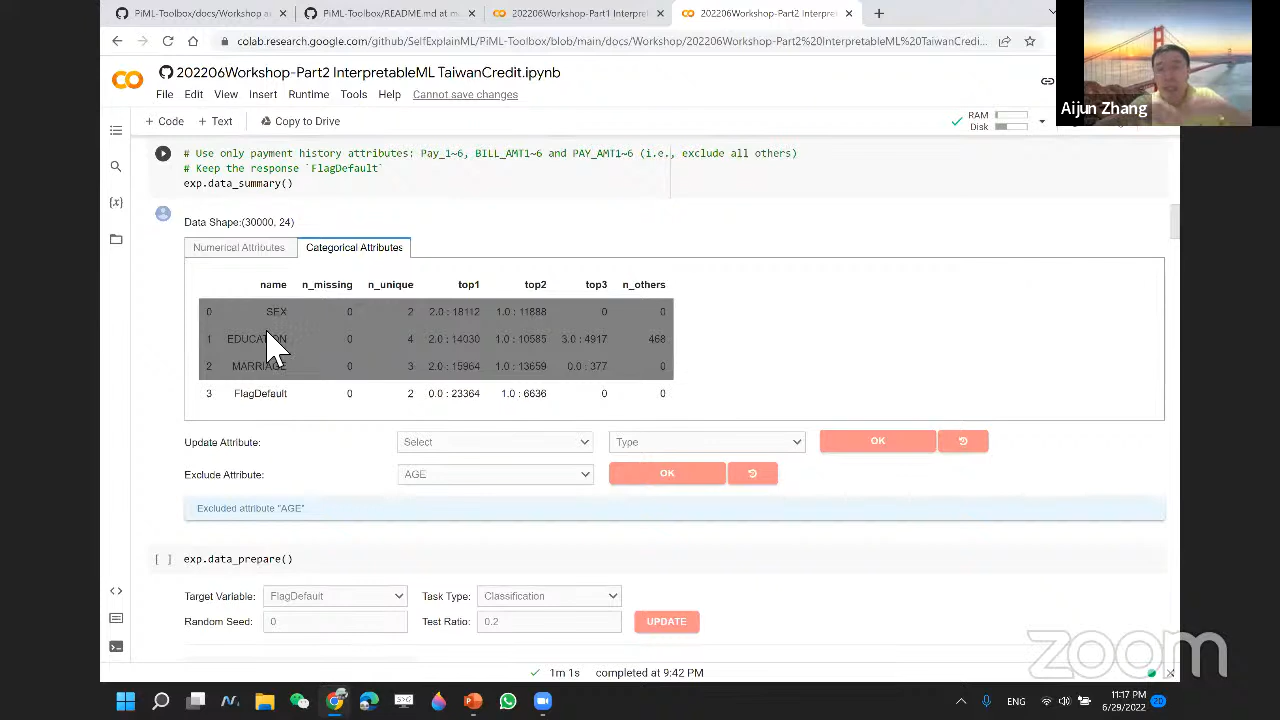 PiML-Toolbox/docs/Workshop a
PiML-Toolbox/README.md at m
202206Workshop-Part1 Interpret
202206Workshop-Part2 Interpret
colab.research.google.com/github/SelfExplainML/PiML-Toolbox/blob/main/docs/Workshop/202206Workshop-Part2%20InterpretableML%20TaiwanCredi...
Aijun Zhang
202206Workshop-Part2 InterpretableML TaiwanCredit.ipynb
File Edit View Insert Runtime Tools Help Cannot save changes
+ Code + Text Copy to Drive
RAM
Disk
# Use only payment history attributes: Pay_1~6, BILL_AMT1~6 and PAY_AMT1~6 (i.e., exclude all others)
# Keep the response `FlagDefault`
exp.data_summary()
Data Shape:(30000, 24)
Numerical Attributes Categorical Attributes
name n_missing n_unique top1 top2 top3 n_others
0 SEX 0 2 2.0 : 18112 1.0 : 11888 0 0
1 EDUCATION 0 4 2.0 : 14030 1.0 : 10585 3.0 : 4917 468
2 MARRIAGE 0 3 2.0 : 15964 1.0 : 13659 0.0 : 377 0
3 FlagDefault 0 2 0.0 : 23364 1.0 : 6636 0 0
Update Attribute: Select Type OK
Exclude Attribute: AGE OK
Excluded attribute "AGE"
[ ] exp.data_prepare()
Target Variable: FlagDefault Task Type: Classification
Random Seed: 0 Test Ratio: 0.2 UPDATE
zoom
1m 1s completed at 9:42 PM
ENG
11:17 PM
6/29/2022
20